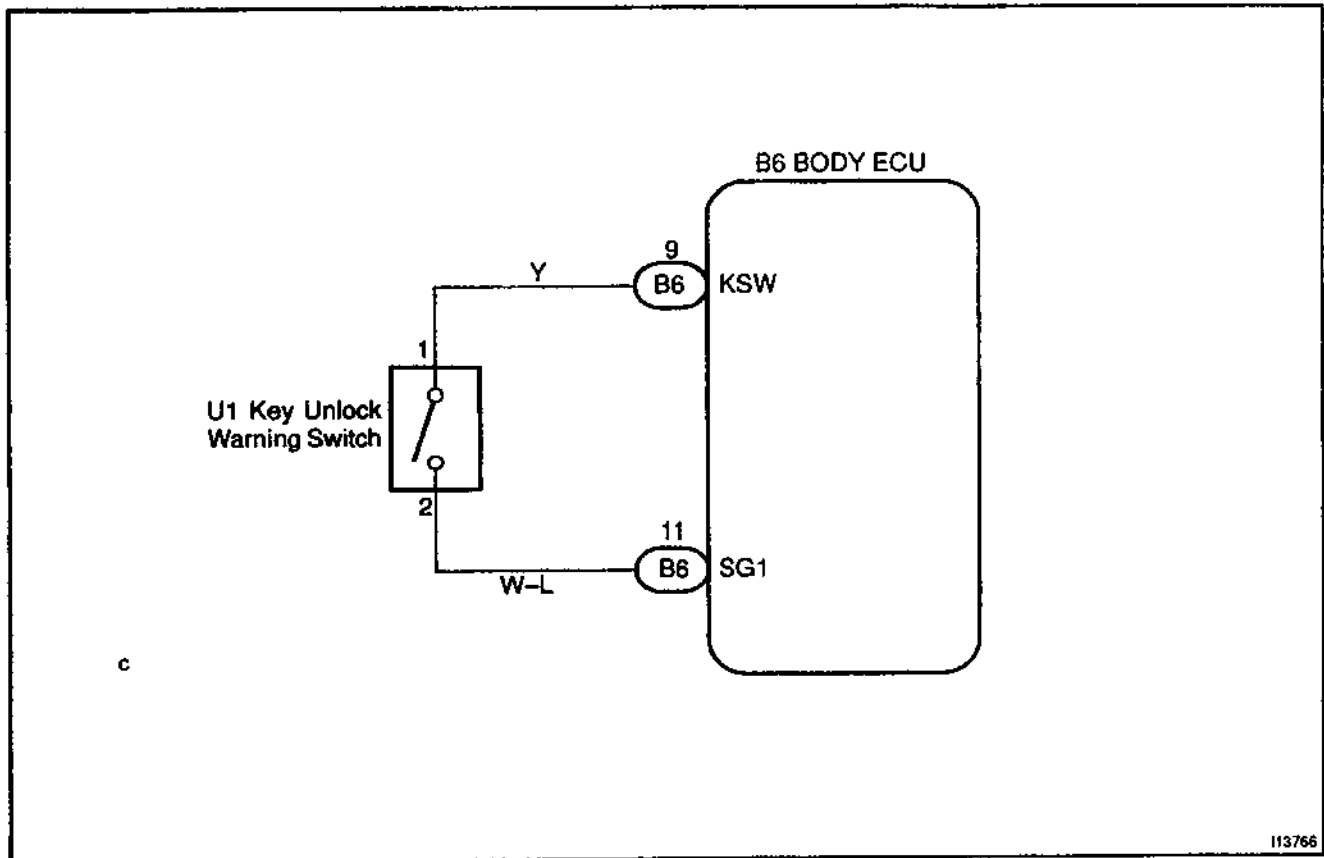 B6 BODY ECU
9
Y
B6
KSW
1
U1 Key Unlock
Warning Switch
2
11
B6
SG1
W-L
c
I13766